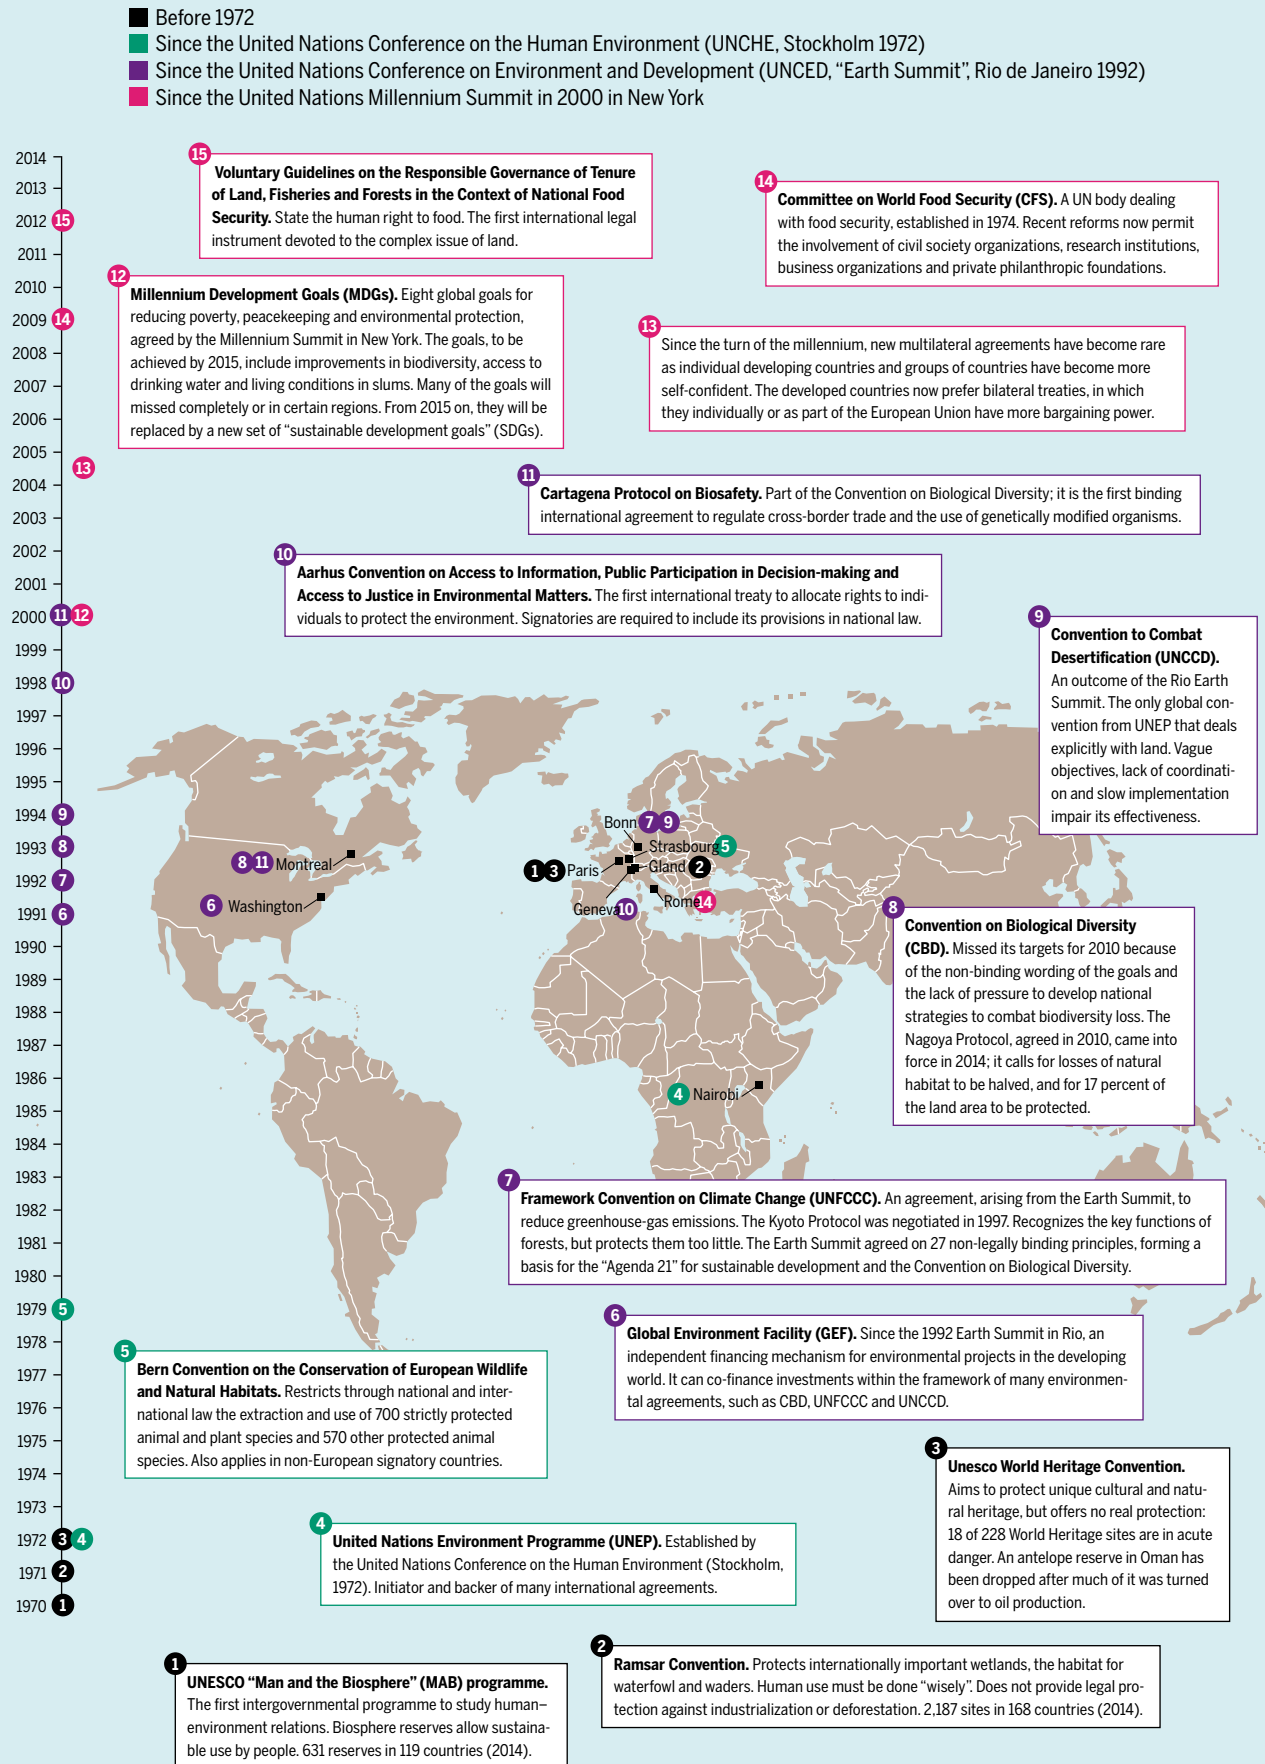 Before 1972
Since the United Nations Conference on the Human Environment (UNCHE, Stockholm 1972)
Since the United Nations Conference on Environment and Development (UNCED, “Earth Summit”, Rio de Janeiro 1992)
Since the United Nations Millennium Summit in 2000 in New York
2014
2013
2012 15
2011
2010
2009 14
2008
2007
2006
2005
13
2004
2003
2002
2001
2000 11 12
1999
1998 10
1997
1996
1995
1994 9
1993 8
1992 7
1991 6
1990
1989
1988
1987
1986
1985
1984
1983
1982
1981
1980
1979 5
1978
1977
1976
1975
1974
1973
1972 3 4
1971 2
1970 1
15
Voluntary Guidelines on the Responsible Governance of Tenure
of Land, Fisheries and Forests in the Context of National Food
Security. State the human right to food. The first international legal
instrument devoted to the complex issue of land.
14
Committee on World Food Security (CFS). A UN body dealing
with food security, established in 1974. Recent reforms now permit
the involvement of civil society organizations, research institutions,
business organizations and private philanthropic foundations.
12
Millennium Development Goals (MDGs). Eight global goals for
reducing poverty, peacekeeping and environmental protection,
agreed by the Millennium Summit in New York. The goals, to be
achieved by 2015, include improvements in biodiversity, access to
drinking water and living conditions in slums. Many of the goals will
missed completely or in certain regions. From 2015 on, they will be
replaced by a new set of “sustainable development goals” (SDGs).
13
Since the turn of the millennium, new multilateral agreements have become rare
as individual developing countries and groups of countries have become more
self-confident. The developed countries now prefer bilateral treaties, in which
they individually or as part of the European Union have more bargaining power.
11
Cartagena Protocol on Biosafety. Part of the Convention on Biological Diversity; it is the first binding
international agreement to regulate cross-border trade and the use of genetically modified organisms.
10
Aarhus Convention on Access to Information, Public Participation in Decision-making and
Access to Justice in Environmental Matters. The first international treaty to allocate rights to indi-
viduals to protect the environment. Signatories are required to include its provisions in national law.
9
Convention to Combat
Desertification (UNCCD).
An outcome of the Rio Earth
Summit. The only global con-
vention from UNEP that deals
explicitly with land. Vague
objectives, lack of coordinati-
on and slow implementation
impair its effectiveness.
Bonn 7 9
Strasbourg 5
8 11 Montreal
1 3 Paris
Gland 2
6 Washington
Geneva 10
Rome 14
4 Nairobi
8
Convention on Biological Diversity
(CBD). Missed its targets for 2010 because
of the non-binding wording of the goals and
the lack of pressure to develop national
strategies to combat biodiversity loss. The
Nagoya Protocol, agreed in 2010, came into
force in 2014; it calls for losses of natural
habitat to be halved, and for 17 percent of
the land area to be protected.
7
Framework Convention on Climate Change (UNFCCC). An agreement, arising from the Earth Summit, to
reduce greenhouse-gas emissions. The Kyoto Protocol was negotiated in 1997. Recognizes the key functions of
forests, but protects them too little. The Earth Summit agreed on 27 non-legally binding principles, forming a
basis for the “Agenda 21” for sustainable development and the Convention on Biological Diversity.
6
Global Environment Facility (GEF). Since the 1992 Earth Summit in Rio, an
independent financing mechanism for environmental projects in the developing
world. It can co-finance investments within the framework of many environmen-
tal agreements, such as CBD, UNFCCC and UNCCD.
5
Bern Convention on the Conservation of European Wildlife
and Natural Habitats. Restricts through national and inter-
national law the extraction and use of 700 strictly protected
animal and plant species and 570 other protected animal
species. Also applies in non-European signatory countries.
3
Unesco World Heritage Convention.
Aims to protect unique cultural and natu-
ral heritage, but offers no real protection:
18 of 228 World Heritage sites are in acute
danger. An antelope reserve in Oman has
been dropped after much of it was turned
over to oil production.
4
United Nations Environment Programme (UNEP). Established by
the United Nations Conference on the Human Environment (Stockholm,
1972). Initiator and backer of many international agreements.
2
Ramsar Convention. Protects internationally important wetlands, the habitat for
waterfowl and waders. Human use must be done “wisely”. Does not provide legal pro-
tection against industrialization or deforestation. 2,187 sites in 168 countries (2014).
1
UNESCO “Man and the Biosphere” (MAB) programme.
The first intergovernmental programme to study human–
environment relations. Biosphere reserves allow sustaina-
ble use by people. 631 reserves in 119 countries (2014).